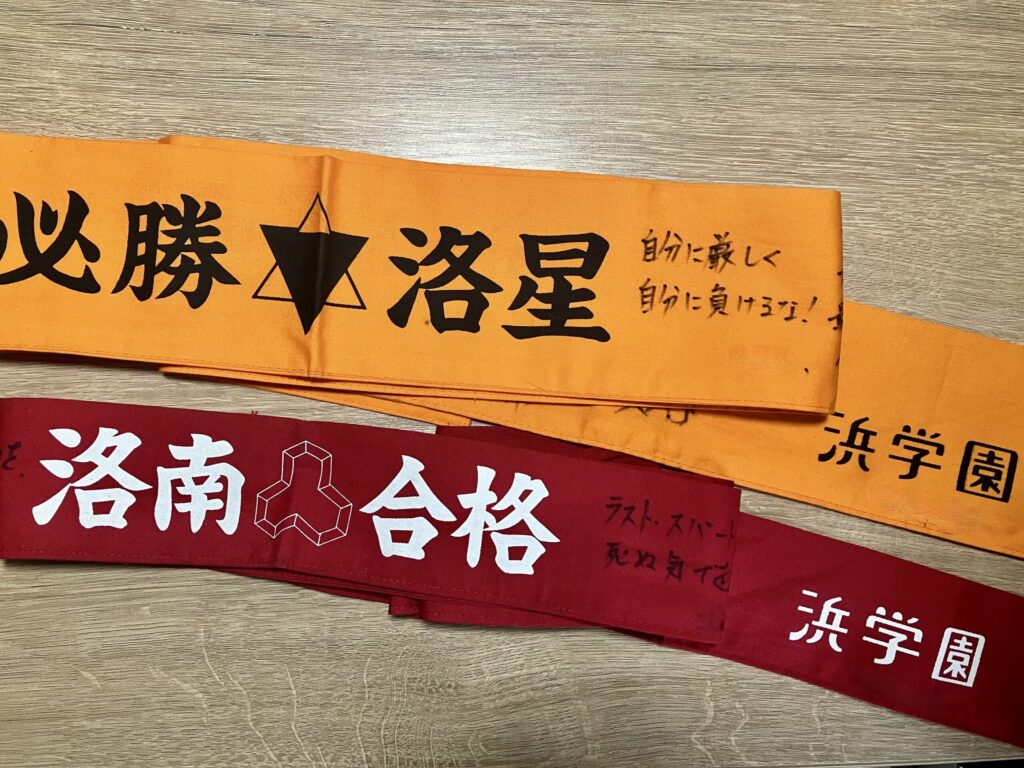 必勝 洛星
自分に厳しく
自分に負けるな!
浜学園
洛南 合格
ラスト・スパート
死ぬ気で
浜学園